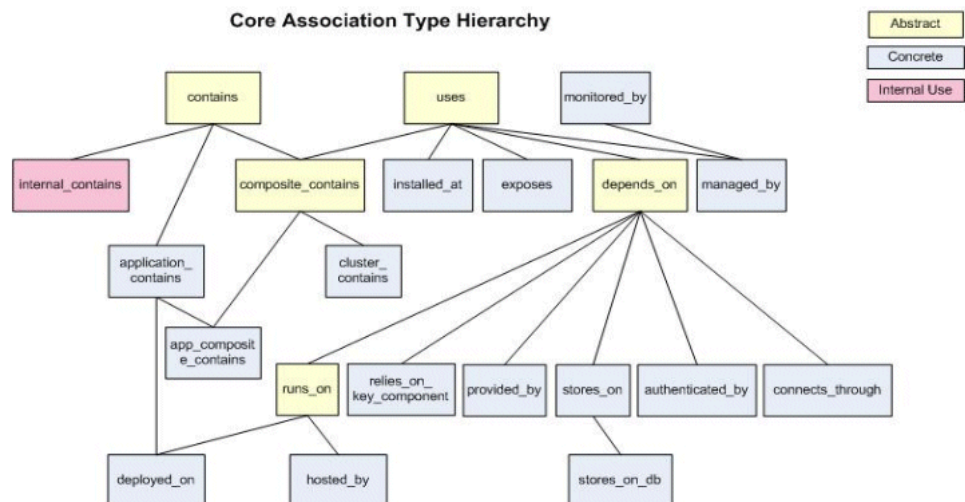 Core Association Type Hierarchy
Abstract
Concrete
Internal Use
contains
uses
monitored_by
internal_contains
composite_contains
installed_at
exposes
depends_on
managed_by
application_
contains
cluster_
contains
app_composit
e_contains
runs_on
relies_on_
key_component
provided_by
stores_on
authenticated_by
connects_through
deployed_on
hosted_by
stores_on_db